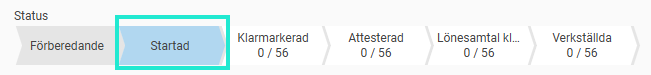 Status
Förberedande
Startad
Klarmarkerad
0 / 56
Attesterad
0 / 56
Lönesamtal kl...
0 / 56
Verkställda
0 / 56